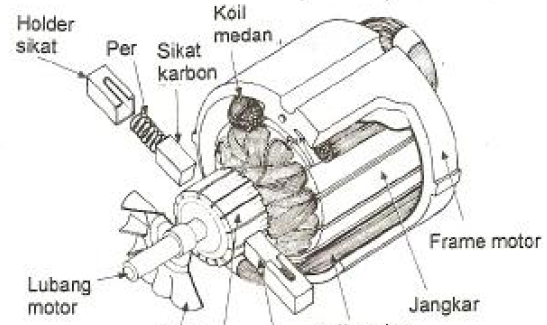 Holder
sikat
Per
Sikat
karbon
Koil
medan
Frame motor
Jangkar
Lubang
motor